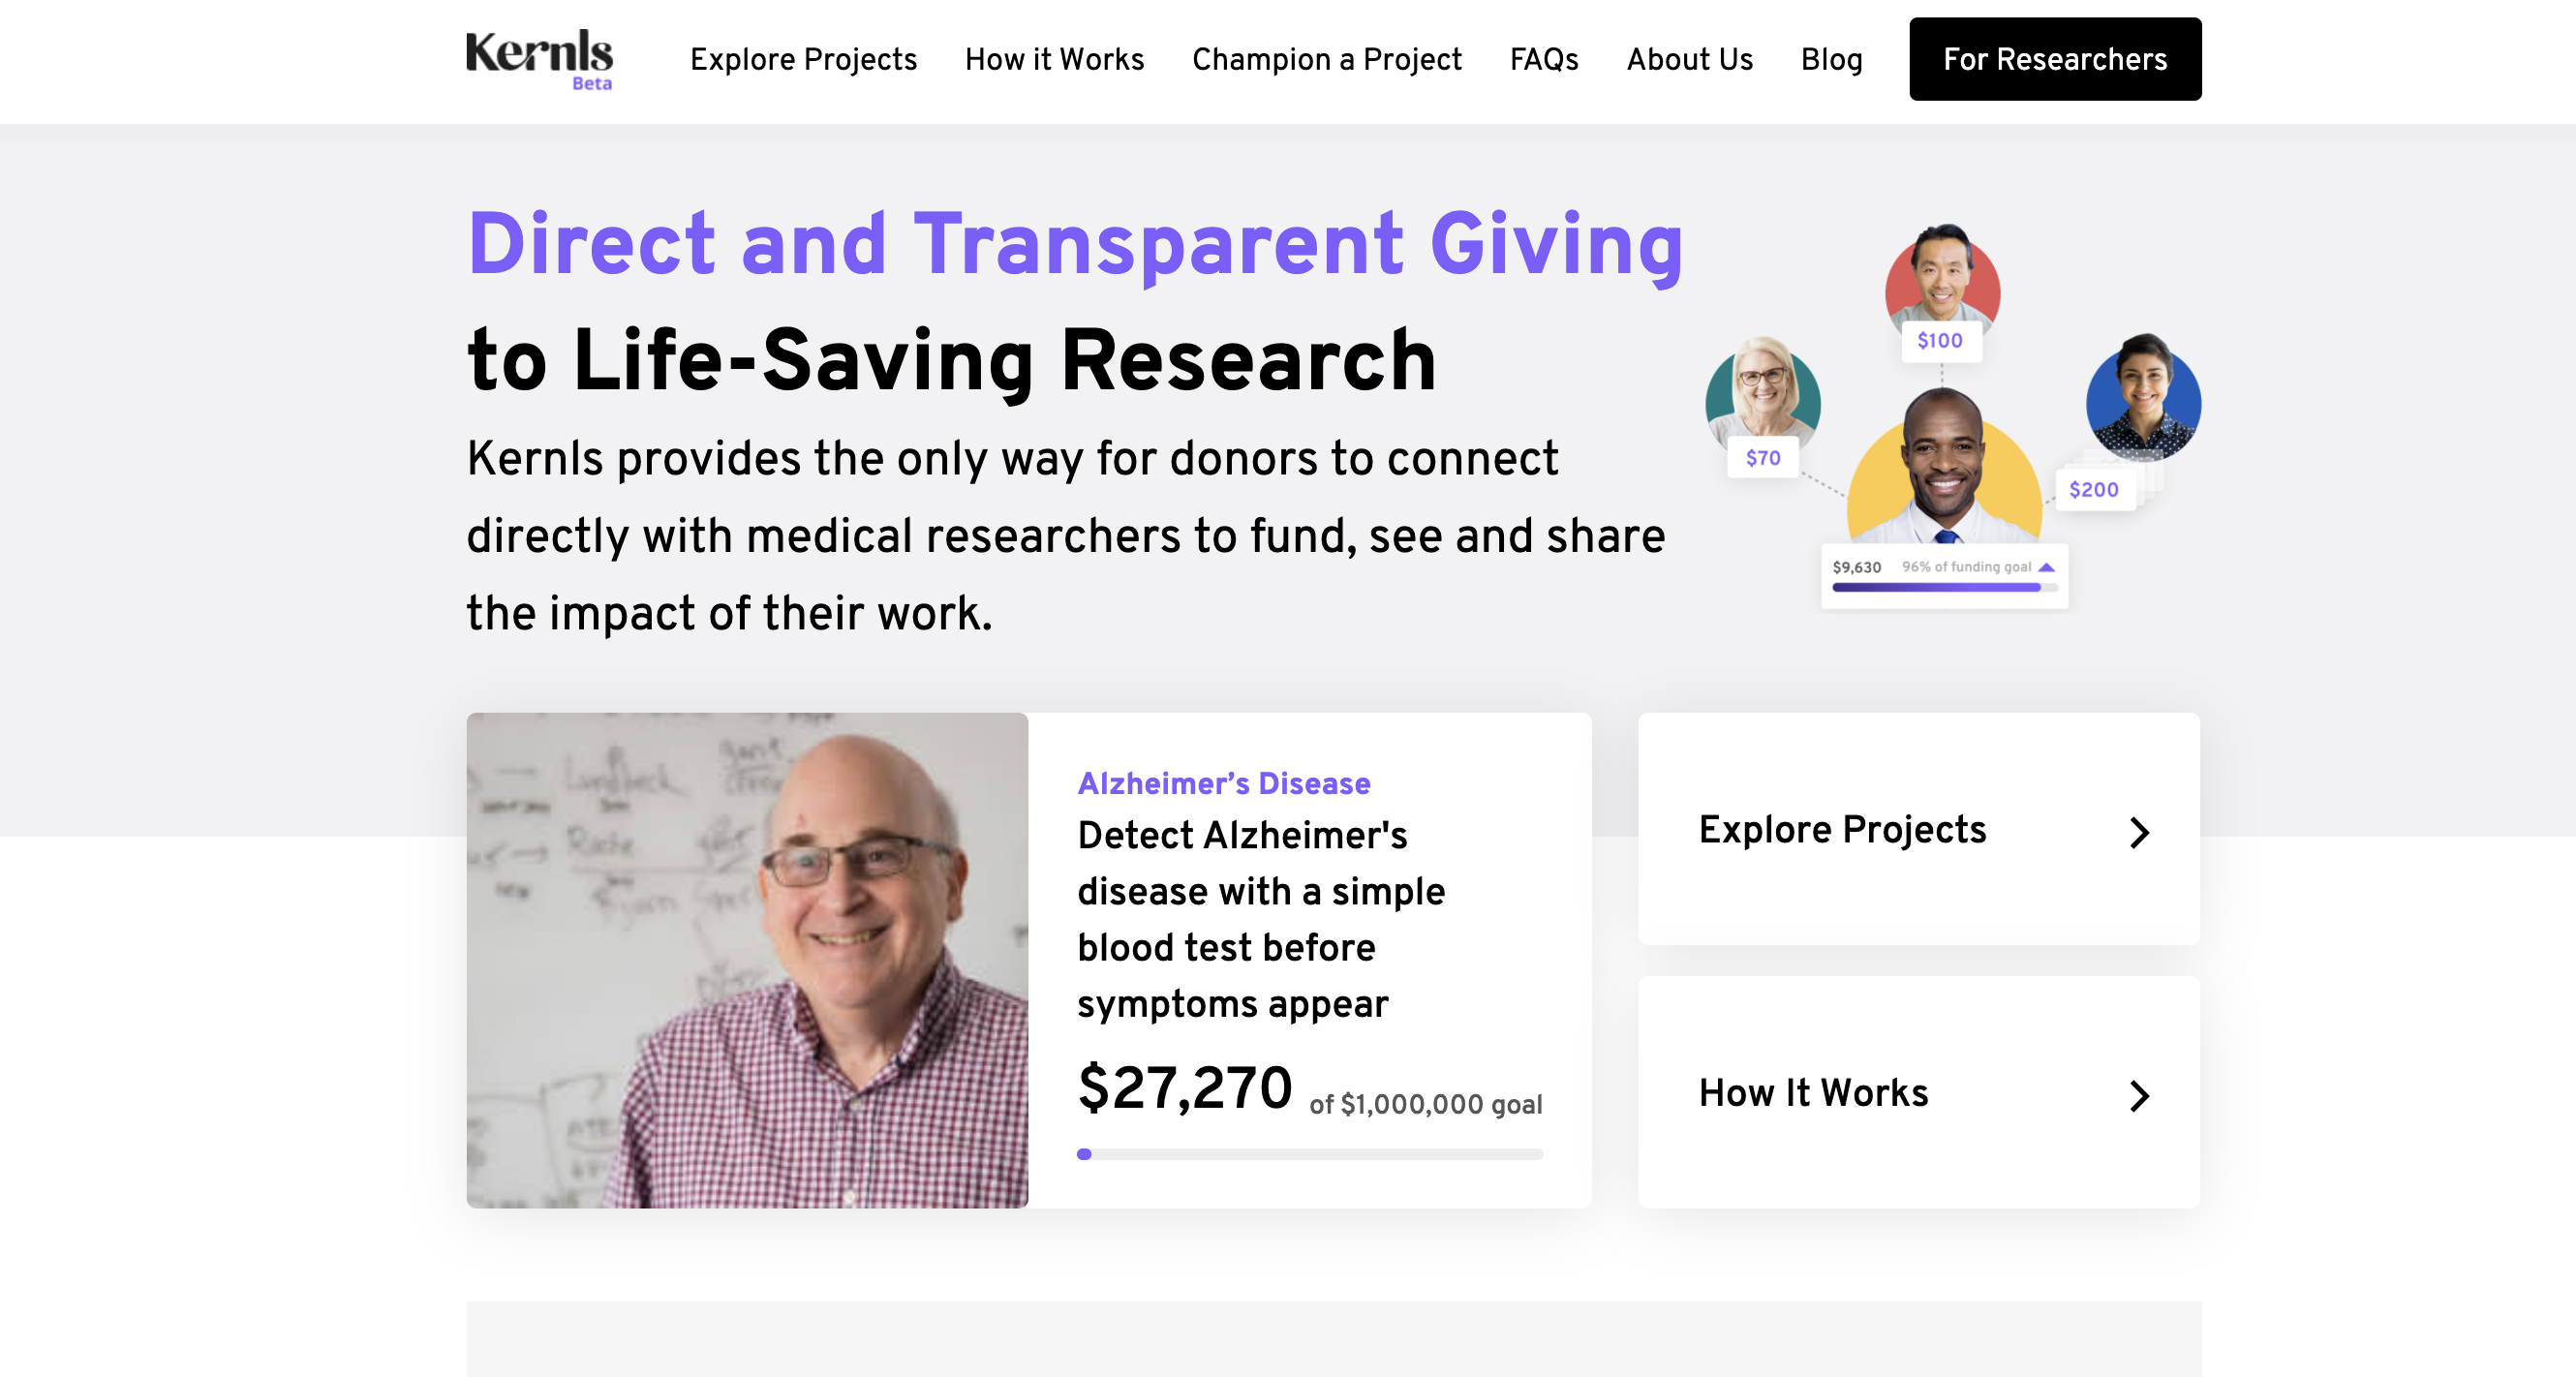 Kernls
Beta
Explore Projects
How it Works
Champion a Project
FAQs
About Us
Blog
For Researchers
Direct and Transparent Giving
to Life-Saving Research
Kernls provides the only way for donors to connect
directly with medical researchers to fund, see and share
the impact of their work.
$100
$70
$200
$9,630 96% of funding goal
Alzheimer’s Disease
Detect Alzheimer's
disease with a simple
blood test before
symptoms appear
$27,270 of $1,000,000 goal
Explore Projects
How It Works